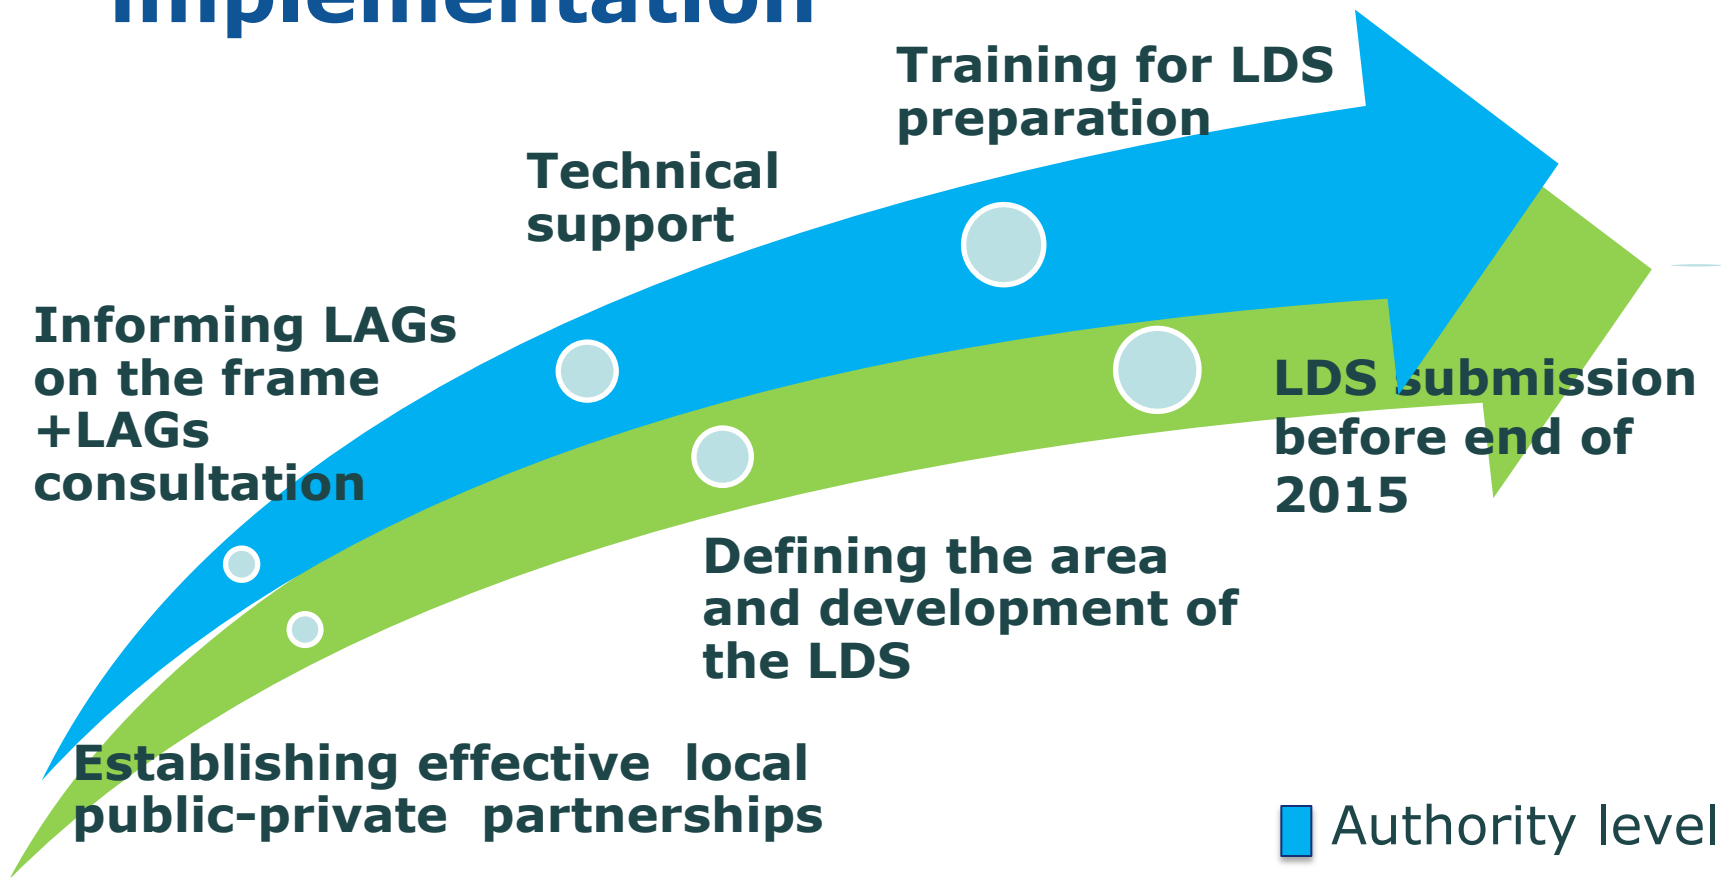 implementation
Training for LDS
preparation
Technical
support
Informing LAGs
on the frame
+LAGs
consultation
LDS submission
before end of
2015
Defining the area
and development of
the LDS
Establishing effective local
public-private partnerships
Authority level